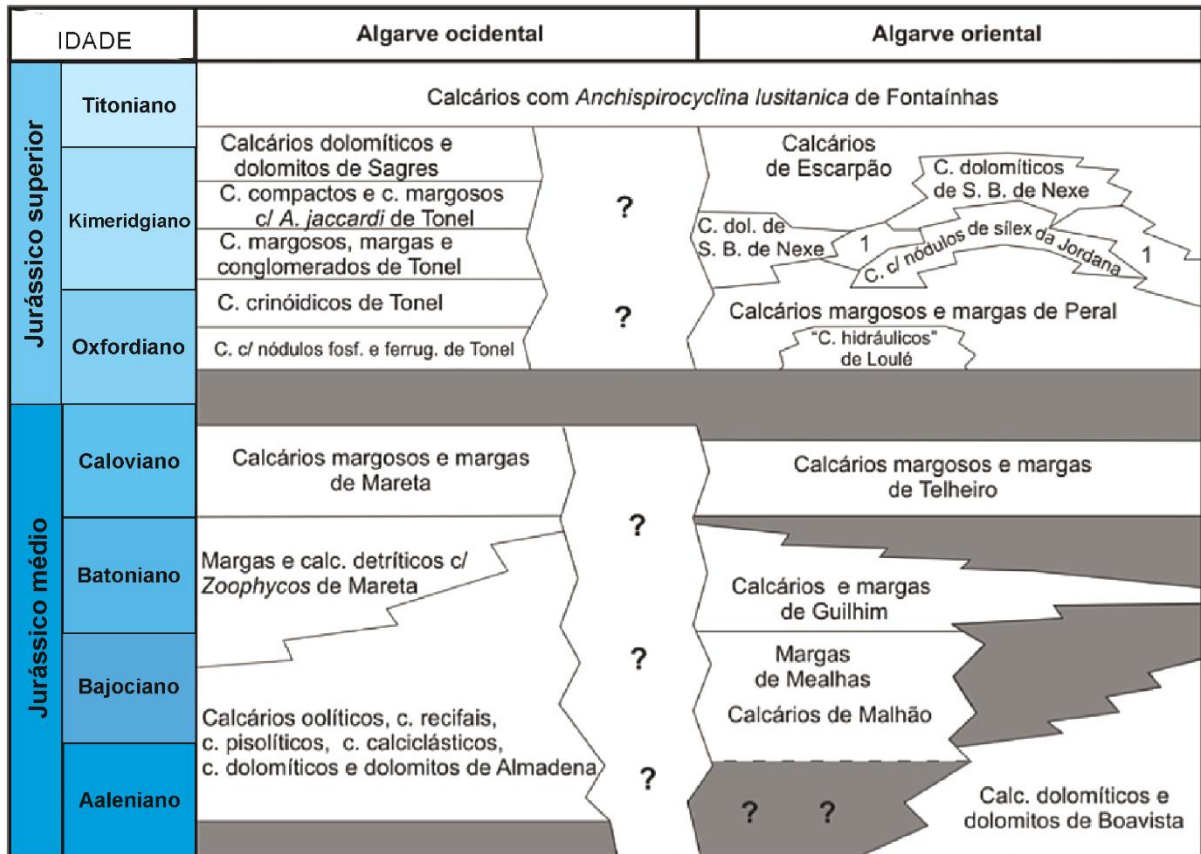 IDADE
Algarve ocidental
Algarve oriental
Jurássico superior
Titoniano
Calcários com Anchispirocyclina lusitanica de Fontaínhas
Kimeridgiano
Calcários dolomíticos e
dolomitos de Sagres
C. compactos e c. margosos
c/ A. jaccardi de Tonel
C. margosos, margas e
conglomerados de Tonel
?
Calcários
de Escarpão
C. dolomíticos
de S. B. de Nexe
C. dol. de
S. B. de Nexe
1
C. c/ nódulos de sílex da Jordana
1
Oxfordiano
C. crinóidicos de Tonel
C. c/ nódulos fosf. e ferrug. de Tonel
?
Calcários margosos e margas de Peral
"C. hidráulicos"
de Loulé
Jurássico médio
Caloviano
Calcários margosos e margas
de Mareta
?
Calcários margosos e margas
de Telheiro
Batoniano
Margas e calc. detríticos c/
Zoophycos de Mareta
Calcários e margas
de Guilhim
Bajociano
?
Margas
de Mealhas
Calcários de Malhão
Calcários oolíticos, c. recifais,
c. pisolíticos, c. calciclásticos,
c. dolomíticos e dolomitos de Almadena
Aaleniano
?
? ?
Calc. dolomíticos e
dolomitos de Boavista